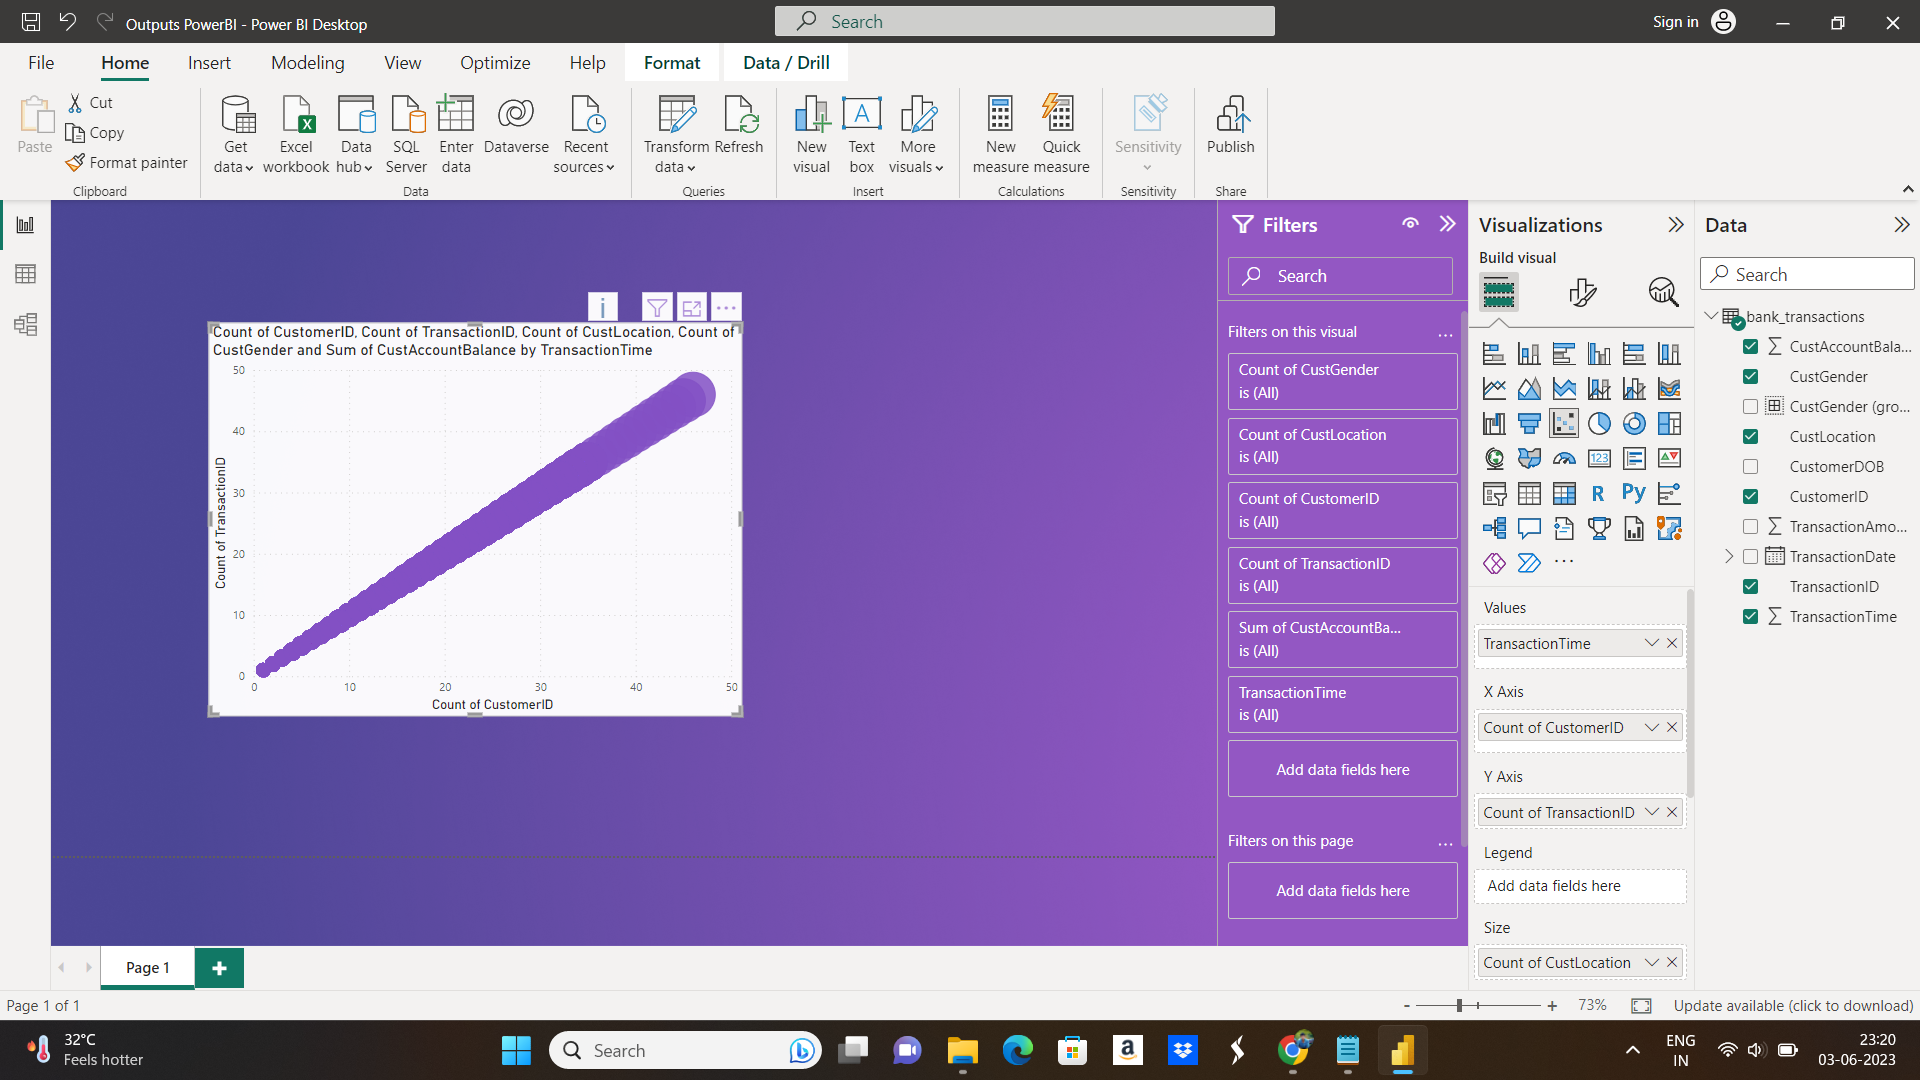 Outputs PowerBI - Power BI Desktop
Search
Sign in
File
Home
Insert
Modeling
View
Optimize
Help
Format
Data / Drill
Paste
Cut
Copy
Format painter
Clipboard
Get data
Excel workbook
Data hub
SQL Server
Enter data
Dataverse
Recent sources
Data
Transform data
Refresh
Queries
New visual
Text box
More visuals
Insert
New measure
Quick measure
Calculations
Sensitivity
Sensitivity
Publish
Share
Count of CustomerID, Count of TransactionID, Count of CustLocation, Count of
CustGender and Sum of CustAccountBalance by TransactionTime
Count of TransactionID
50
40
30
20
10
0
0 10 20 30 40 50
Count of CustomerID
Filters
Search
Filters on this visual
Count of CustGender
is (All)
Count of CustLocation
is (All)
Count of CustomerID
is (All)
Count of TransactionID
is (All)
Sum of CustAccountBa...
is (All)
TransactionTime
is (All)
Add data fields here
Filters on this page
Add data fields here
Visualizations
Build visual
123
R
Py
Values
TransactionTime
X Axis
Count of CustomerID
Y Axis
Count of TransactionID
Legend
Add data fields here
Size
Count of CustLocation
Data
Search
bank_transactions
CustAccountBala...
CustGender
CustGender (gro...
CustLocation
CustomerDOB
CustomerID
TransactionAmo...
TransactionDate
TransactionID
TransactionTime
Page 1
Page 1 of 1
73%
Update available (click to download)
32°C
Feels hotter
Search
ENG
IN
23:20
03-06-2023